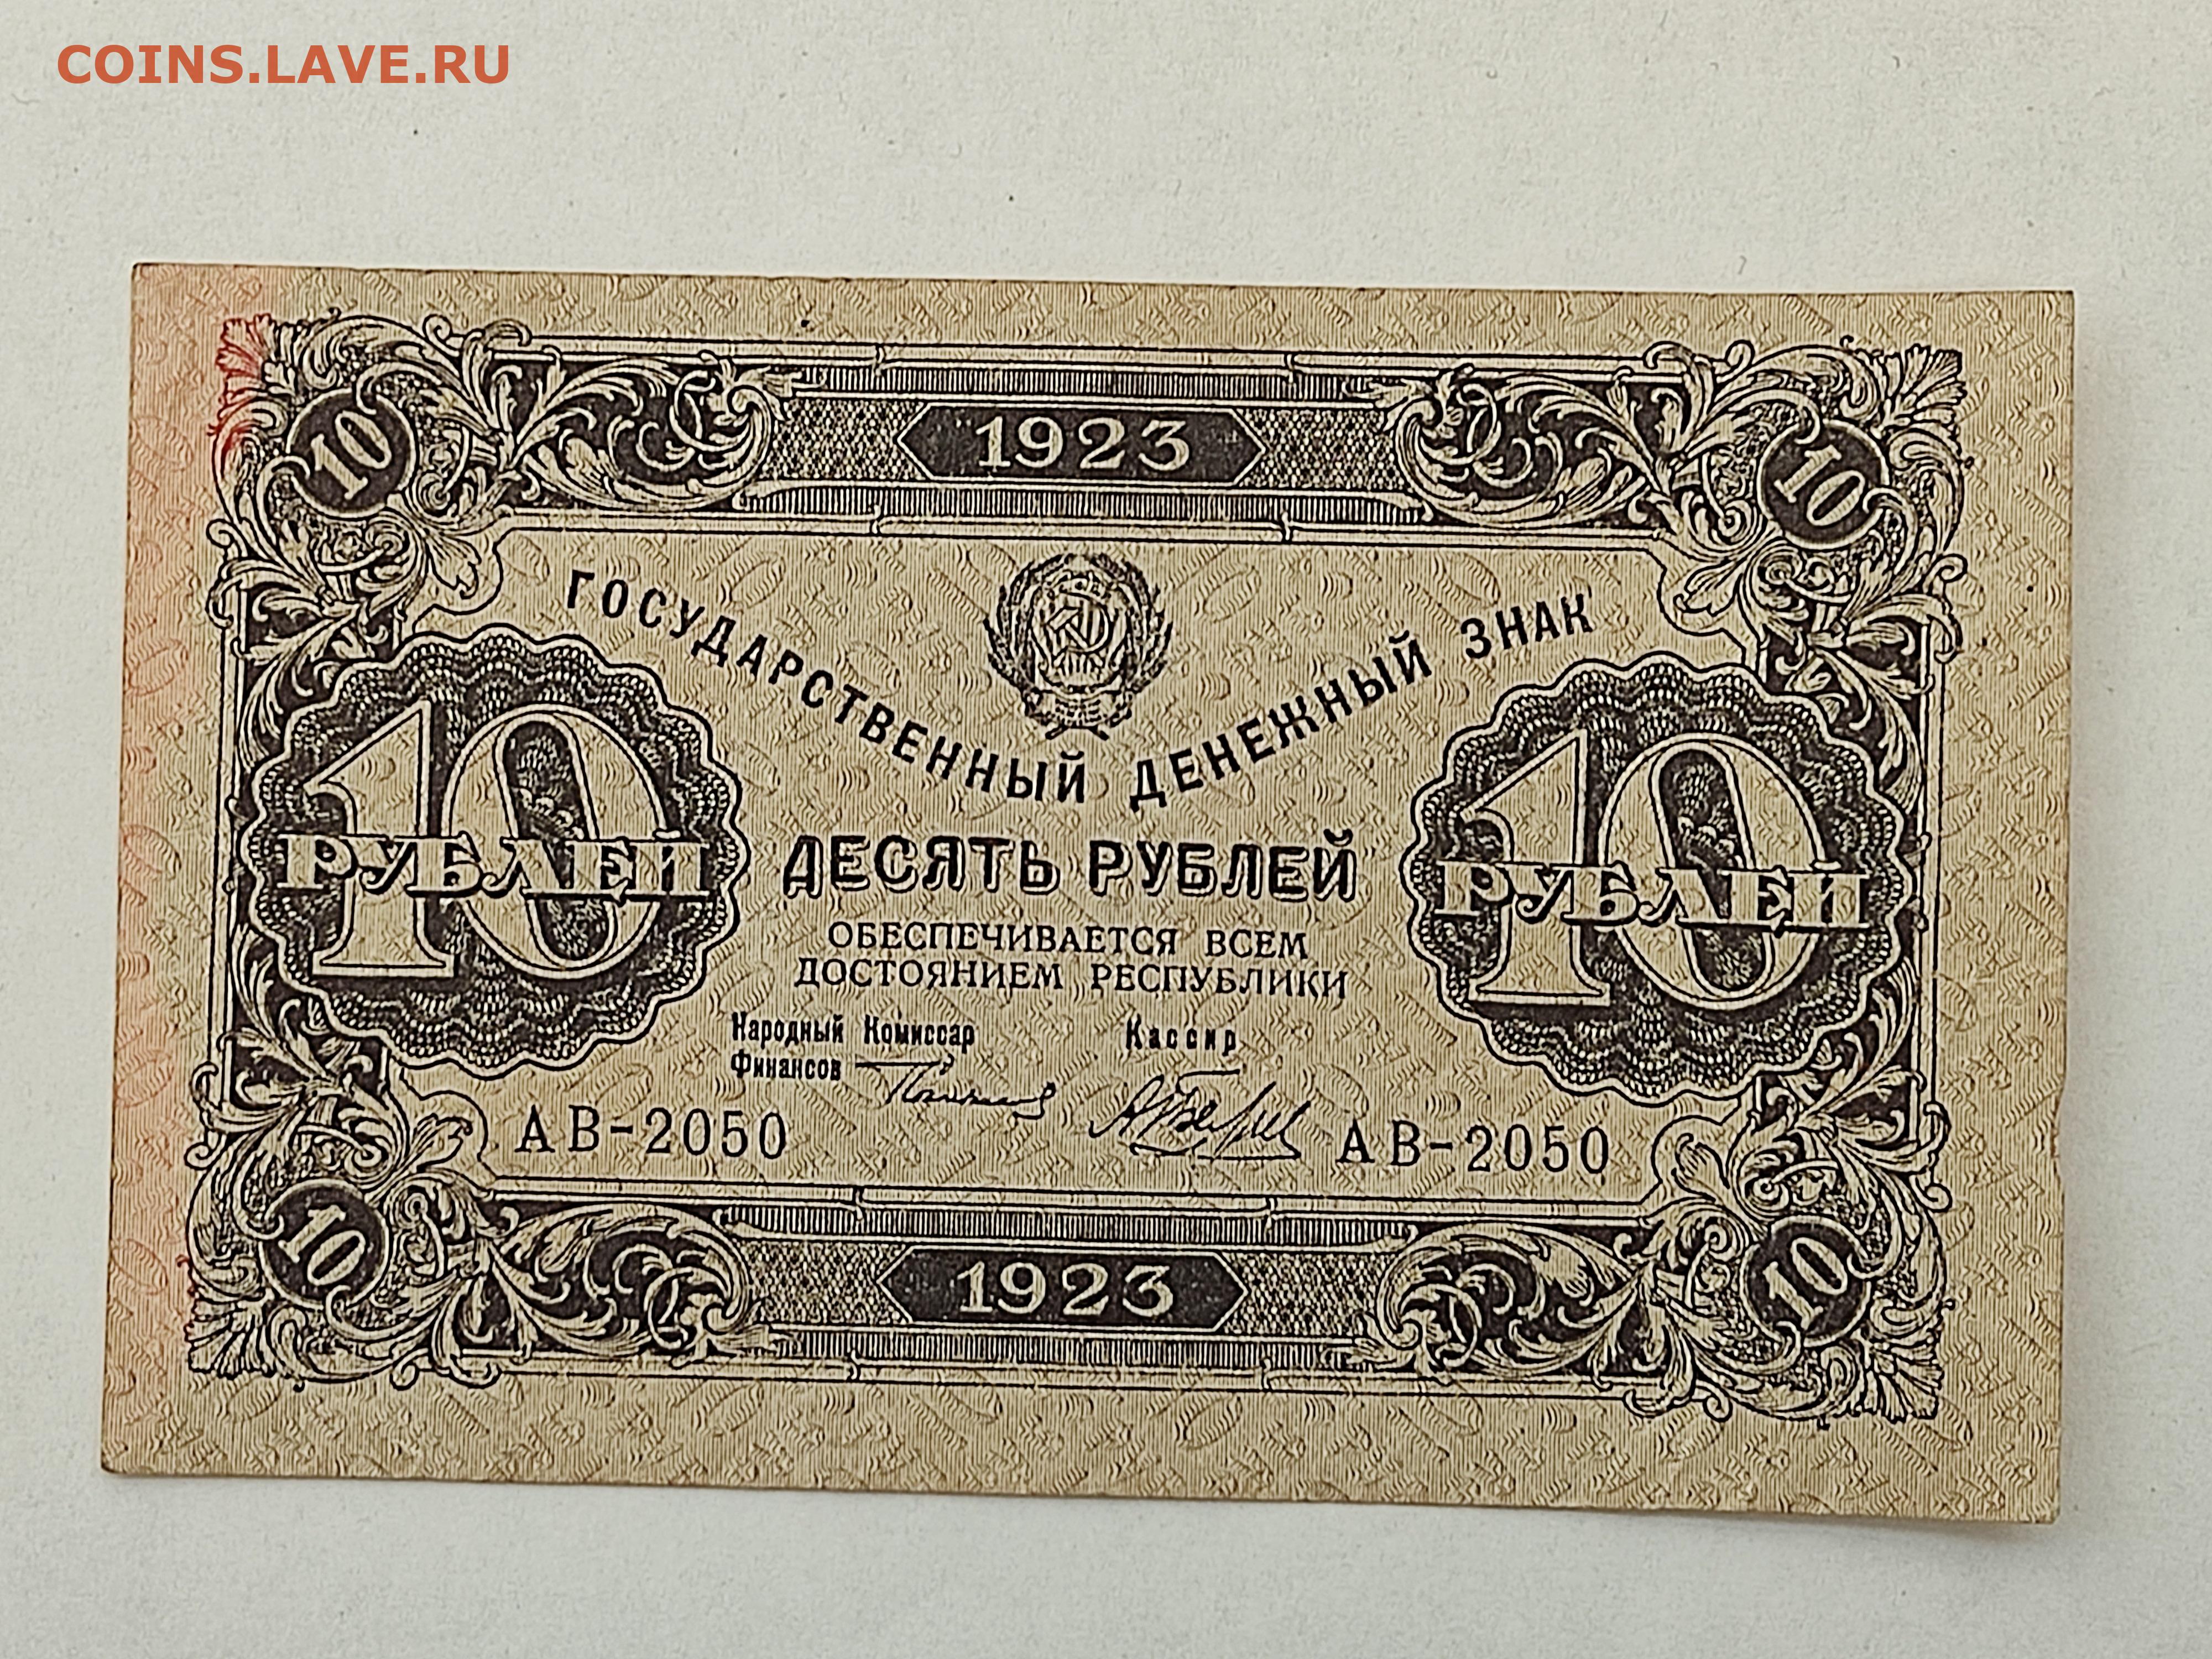 COINS.LAVE.RU
10 1923 10
ГОСУДАРСТВЕННЫЙ ДЕНЕЖНЫЙ ЗНАК
10 РУБЛЕЙ
ДЕСЯТЬ РУБЛЕЙ
10 РУБЛЕЙ
ОБЕСПЕЧИВАЕТСЯ ВСЕМ
ДОСТОЯНИЕМ РЕСПУБЛИКИ
Народный Комиссар
Финансов
Кассир
АВ-2050 АВ-2050
10 1923 10